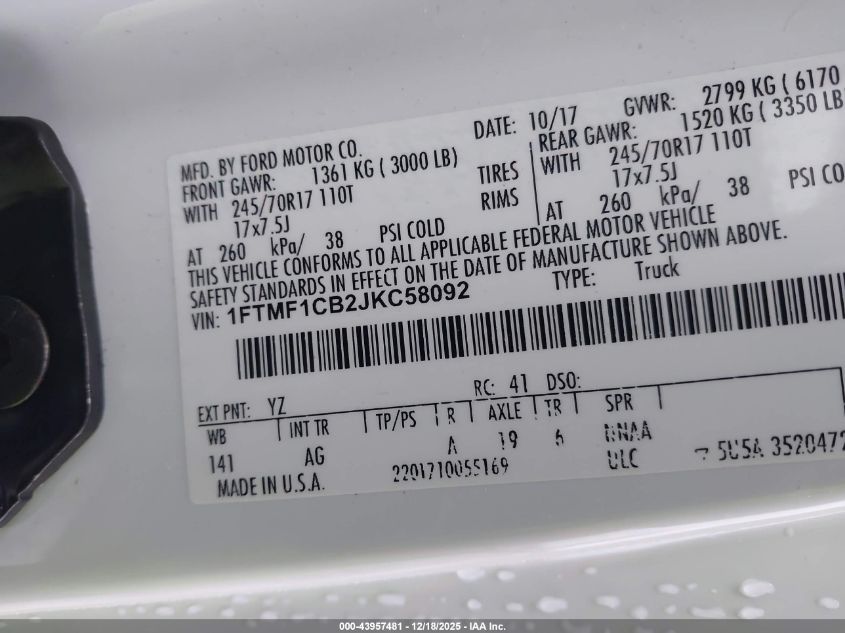 MFD. BY FORD MOTOR CO. DATE: 10/17 GVWR: 2799 KG ( 6170
FRONT GAWR: 1361 KG ( 3000 LB) REAR GAWR: 1520 KG ( 3350 LB
WITH 245/70R17 110T TIRES WITH 245/70R17 110T
17x7.5J RIMS 17x7.5J
AT 260 kPa/ 38 PSI COLD AT 260 kPa/ 38 PSI CO
THIS VEHICLE CONFORMS TO ALL APPLICABLE FEDERAL MOTOR VEHICLE
SAFETY STANDARDS IN EFFECT ON THE DATE OF MANUFACTURE SHOWN ABOVE.
VIN: 1FTMF1CB2JKC58092 TYPE: Truck
EXT PNT: YZ RC: 41 DSO:
WB INT TR TP/PS R AXLE TR SPR
141 AG A 19 6 NNAA
MADE IN U.S.A. 2201710055169 ULC 5U5A 3520472
000-43957481 - 12/18/2025 - IAA Inc.